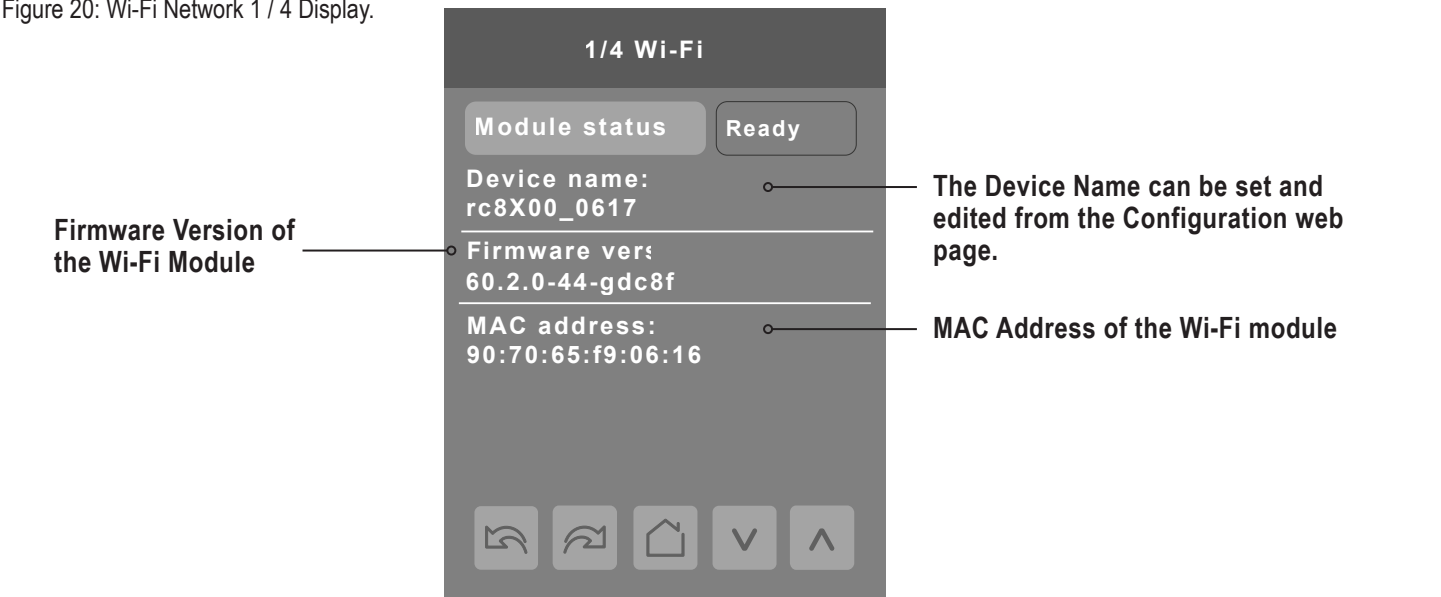 Figure 20: Wi-Fi Network 1 / 4 Display.
1/4 Wi-Fi
Module status
Ready
Device name:
rc8X00_0617
Firmware vers
60.2.0-44-gdc8f
MAC address:
90:70:65:f9:06:16
Firmware Version of
the Wi-Fi Module
The Device Name can be set and
edited from the Configuration web
page.
MAC Address of the Wi-Fi module